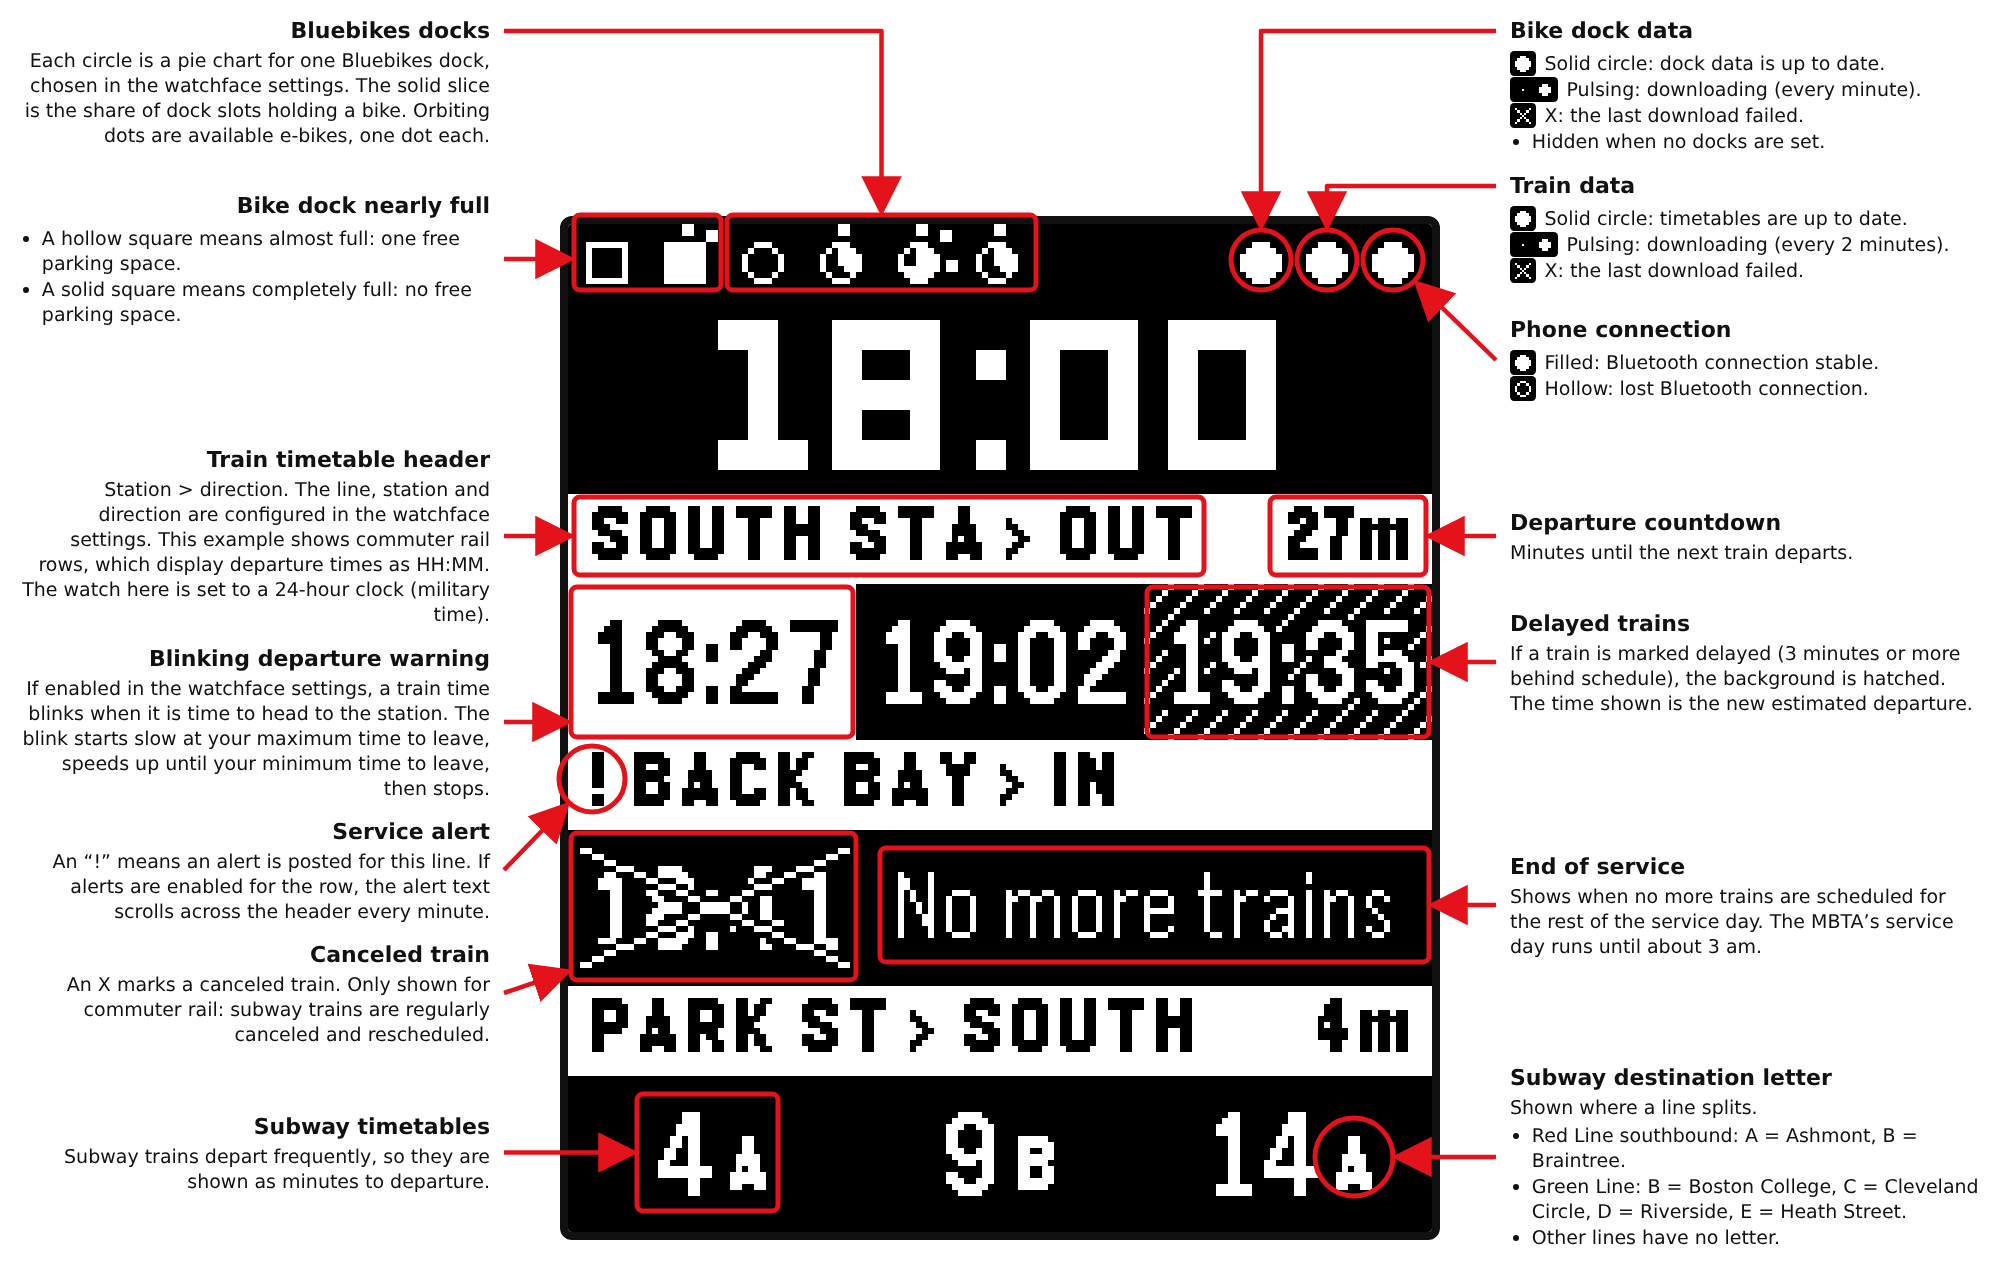 Bluebikes docks
Each circle is a pie chart for one Bluebikes dock,
chosen in the watchface settings. The solid slice
is the share of dock slots holding a bike. Orbiting
dots are available e-bikes, one dot each.
Bike dock nearly full
• A hollow square means almost full: one free
parking space.
• A solid square means completely full: no free
parking space.
Train timetable header
Station > direction. The line, station and
direction are configured in the watchface
settings. This example shows commuter rail
rows, which display departure times as HH:MM.
The watch here is set to a 24-hour clock (military
time).
Blinking departure warning
If enabled in the watchface settings, a train time
blinks when it is time to head to the station. The
blink starts slow at your maximum time to leave,
speeds up until your minimum time to leave,
then stops.
Service alert
An “!” means an alert is posted for this line. If
alerts are enabled for the row, the alert text
scrolls across the header every minute.
Canceled train
An X marks a canceled train. Only shown for
commuter rail: subway trains are regularly
canceled and rescheduled.
Subway timetables
Subway trains depart frequently, so they are
shown as minutes to departure.
18:00
SOUTH STA > OUT 27m
18:27 19:02 19:35
! BACK BAY > IN
No more trains
PARK ST > SOUTH 4m
4A 9B 14A
Bike dock data
Solid circle: dock data is up to date.
Pulsing: downloading (every minute).
X: the last download failed.
• Hidden when no docks are set.
Train data
Solid circle: timetables are up to date.
Pulsing: downloading (every 2 minutes).
X: the last download failed.
Phone connection
Filled: Bluetooth connection stable.
Hollow: lost Bluetooth connection.
Departure countdown
Minutes until the next train departs.
Delayed trains
If a train is marked delayed (3 minutes or more
behind schedule), the background is hatched.
The time shown is the new estimated departure.
End of service
Shows when no more trains are scheduled for
the rest of the service day. The MBTA’s service
day runs until about 3 am.
Subway destination letter
Shown where a line splits.
• Red Line southbound: A = Ashmont, B =
Braintree.
• Green Line: B = Boston College, C = Cleveland
Circle, D = Riverside, E = Heath Street.
• Other lines have no letter.